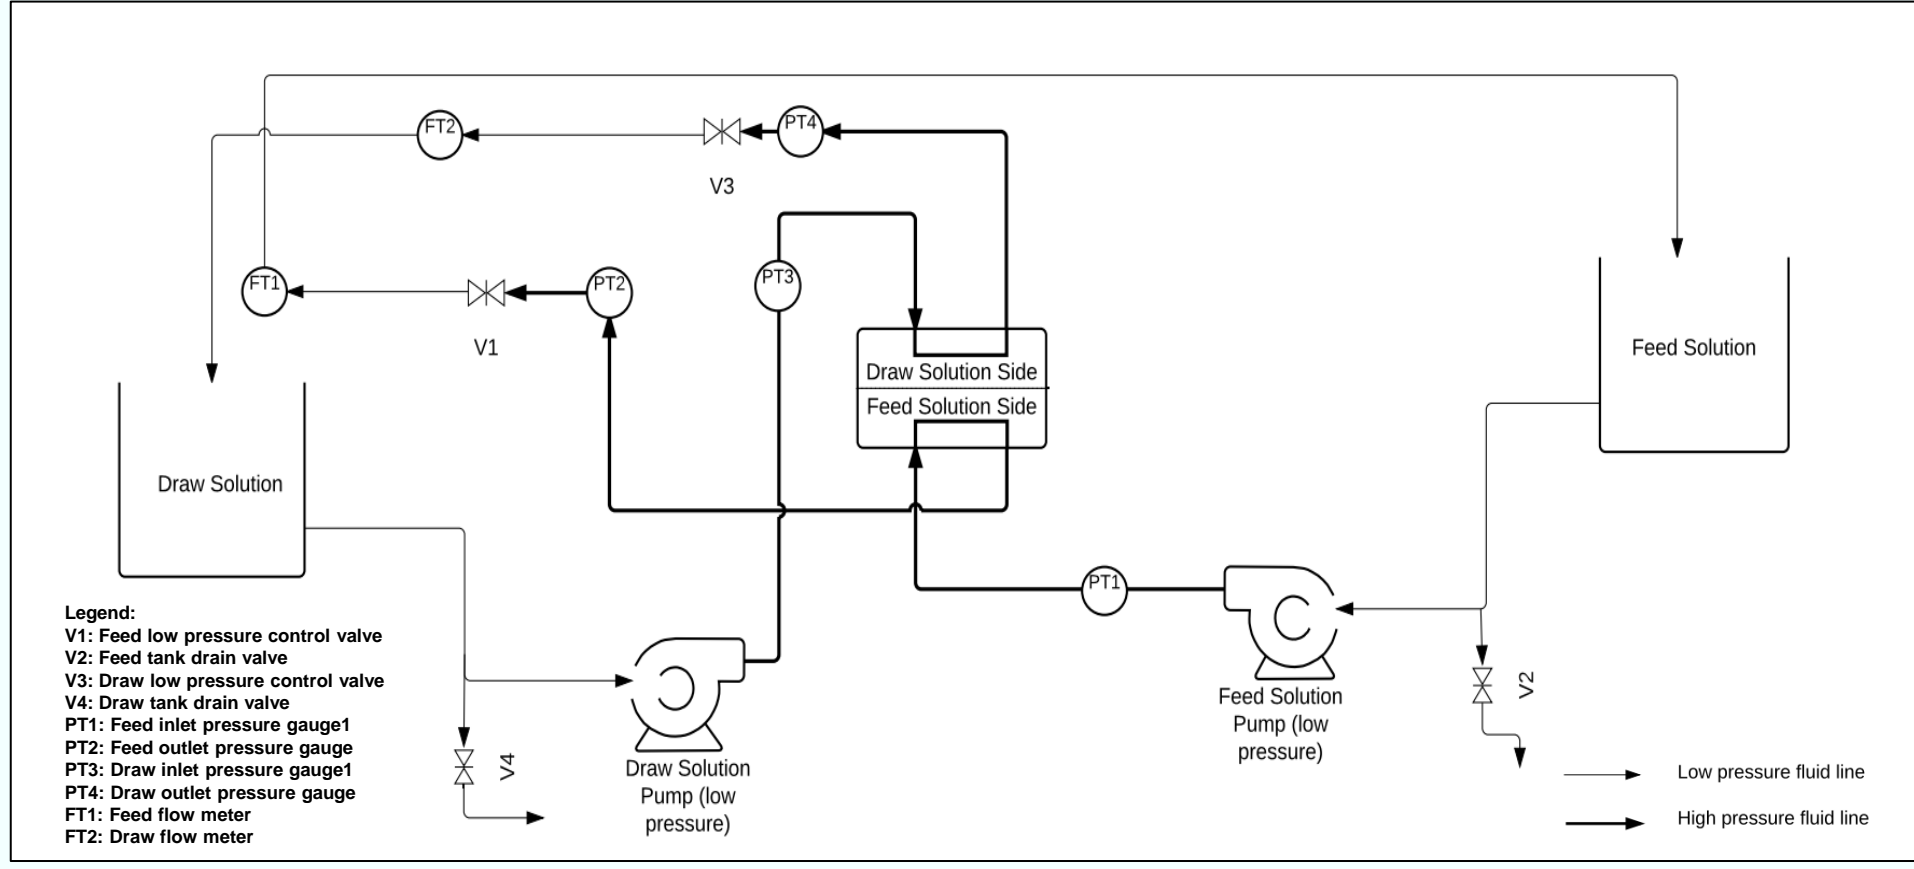 FT2
PT4
V3
PT3
FT1
PT2
V1
Feed Solution
Draw Solution Side
Feed Solution Side
Draw Solution
PT1
Legend:
V1: Feed low pressure control valve
V2: Feed tank drain valve
V3: Draw low pressure control valve
V4: Draw tank drain valve
PT1: Feed inlet pressure gauge1
PT2: Feed outlet pressure gauge
PT3: Draw inlet pressure gauge1
PT4: Draw outlet pressure gauge
FT1: Feed flow meter
FT2: Draw flow meter
V4
Draw Solution
Pump (low
pressure)
Feed Solution
Pump (low
pressure)
V2
Low pressure fluid line
High pressure fluid line